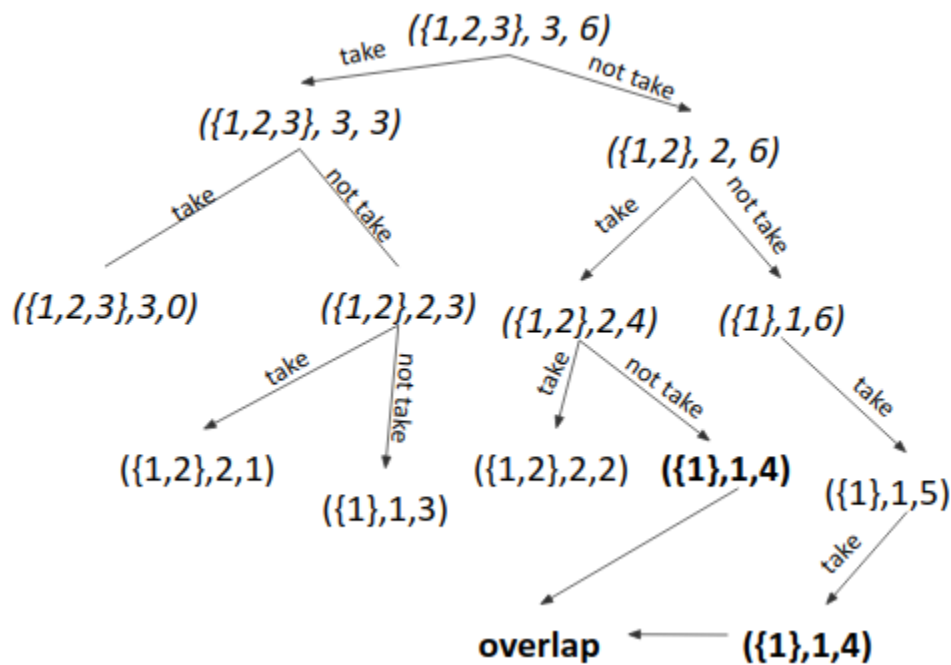 ({1,2,3}, 3, 6)
take
not take
({1,2,3}, 3, 3)
({1,2}, 2, 6)
take
not take
take
not take
({1,2,3},3,0)
({1,2},2,3)
({1,2},2,4)
({1},1,6)
take
not take
take
not take
take
({1,2},2,1)
({1},1,3)
({1,2},2,2)
({1},1,4)
({1},1,5)
take
overlap
({1},1,4)